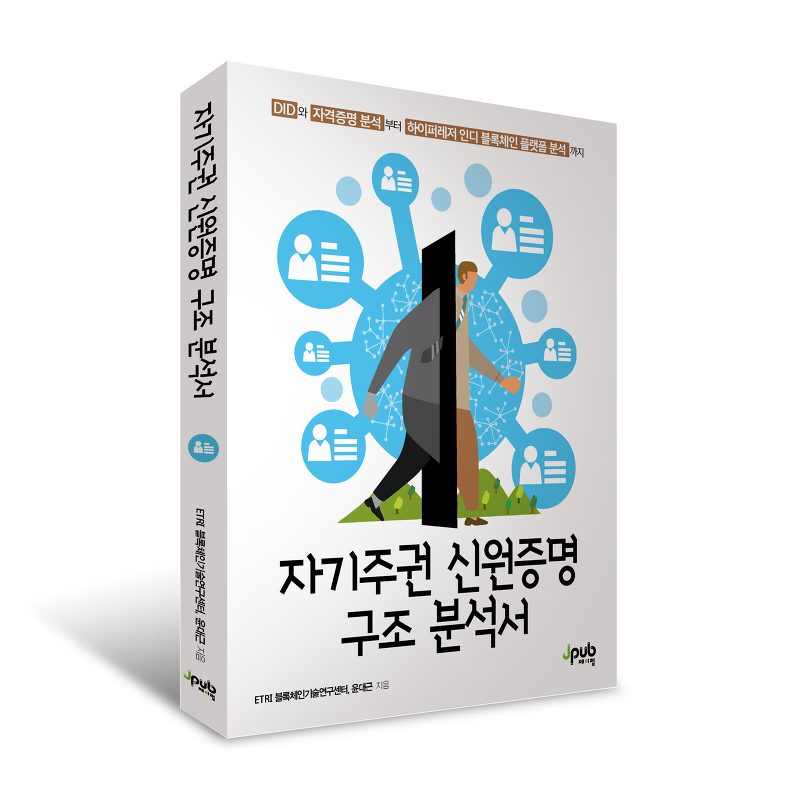 DID와 자격증명 분석부터 하이퍼레저 인디 블록체인 플랫폼 분석까지
자기주권 신원증명
구조 분석서
ETRI 블록체인기술연구센터, 윤대근 지음
Jpub
제이펍
자기주권 신원증명 구조 분석서
ETRI 블록체인기술연구센터, 윤대근 지음
Jpub
제이펍